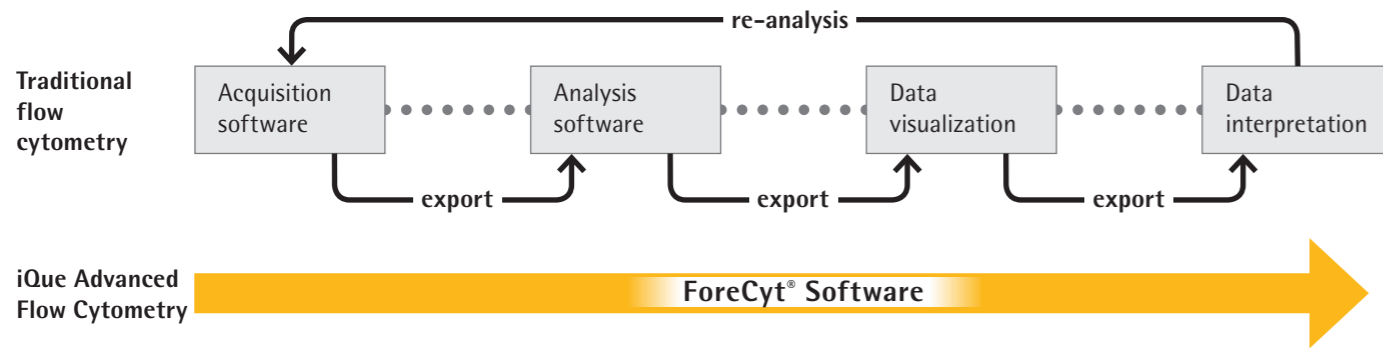 re-analysis
Traditional
flow
cytometry
Acquisition
software
Analysis
software
Data
visualization
Data
interpretation
export
export
export
iQue Advanced
Flow Cytometry
ForeCyt® Software